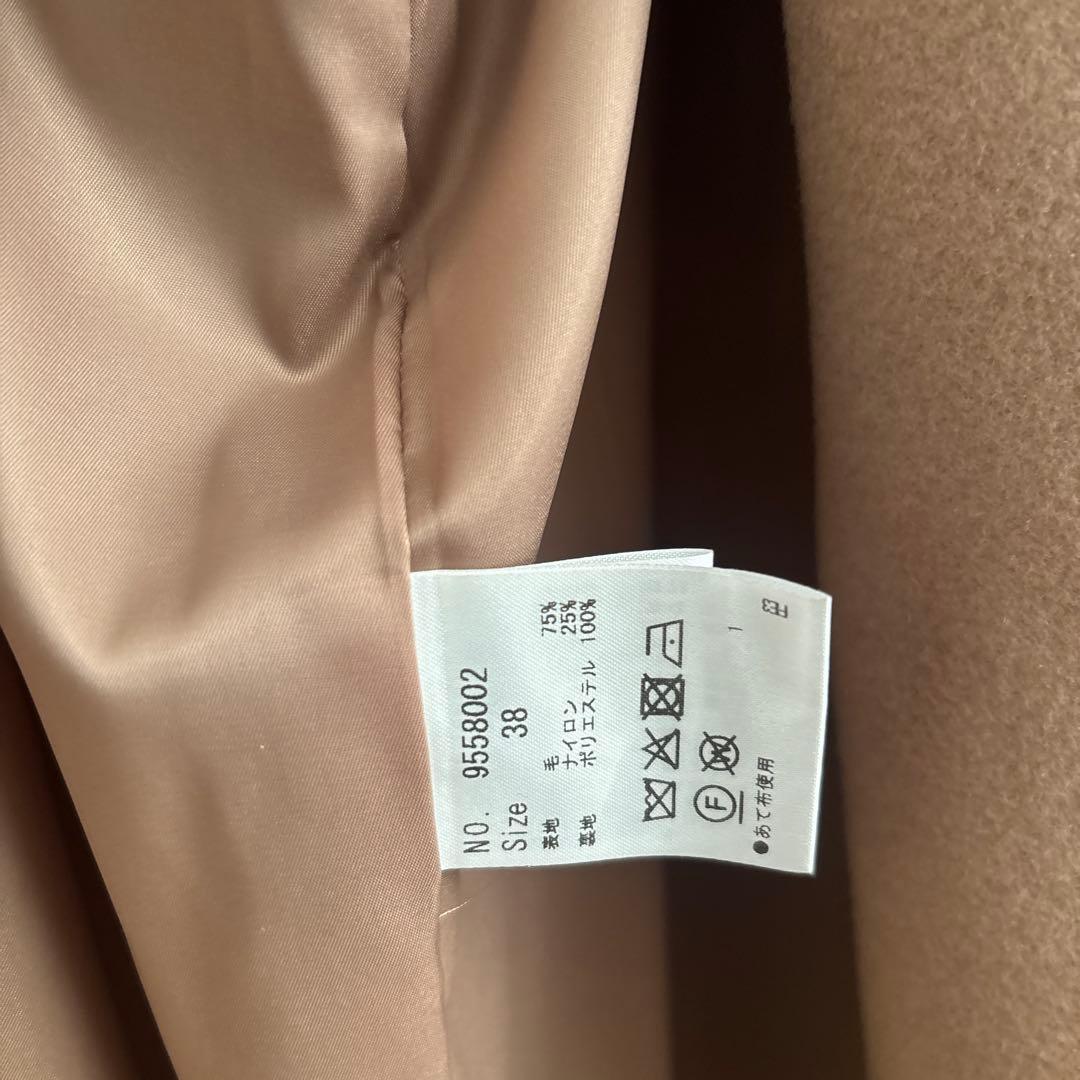 NO. 9558002
Size 38
表地 毛 75%
ナイロン 25%
裏地 ポリエステル 100%
F W
●あて布使用
1
FE3